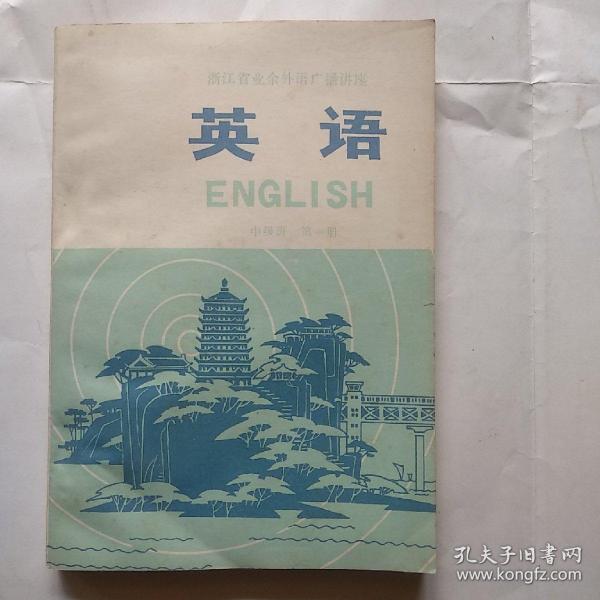 浙江省业余外语广播讲座
英语
ENGLISH
中级班 第一册
孔夫子旧书网
www.kongfz.com